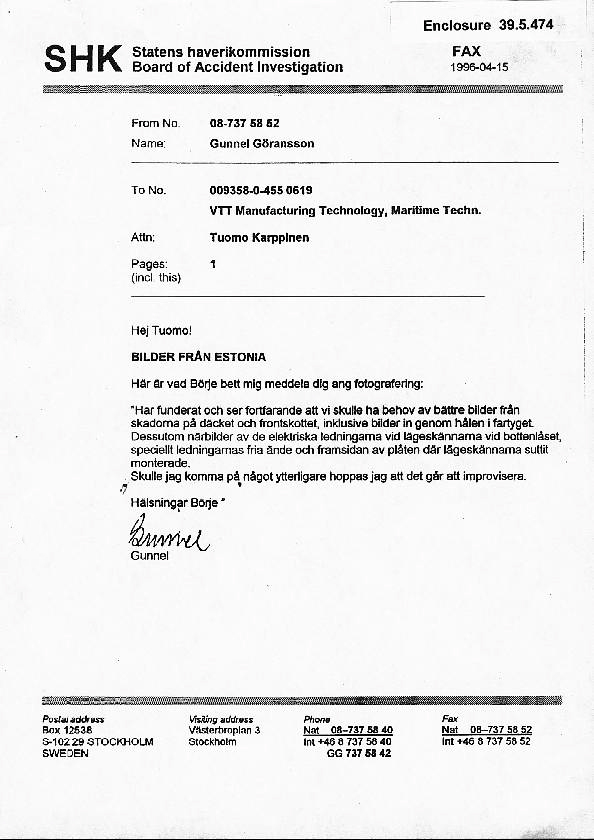 Enclosure 39.5.474
SHK Statens haverikommission
Board of Accident Investigation
FAX
1996-04-15
From No. 08-737 58 52
Name: Gunnel Göransson
To No. 009358-0-455 0619
VTT Manufacturing Technology, Maritime Techn.
Attn: Tuomo Karppinen
Pages: 1
(incl. this)
Hej Tuomo!
BILDER FRÅN ESTONIA
Här är vad Börje bett mig meddela dig ang fotografering:
"Har funderat och ser fortfarande att vi skulle ha behov av bättre bilder från
skadorna på däcket och frontskottet, inklusive bilder in genom hålen i fartyget.
Dessutom närbilder av de elektriska ledningarna vid lägeskännarna vid bottenlåset,
speciellt ledningarnas fria ände och framsidan av plåten där lägeskännarna suttit
monterade.
Skulle jag komma på något ytterligare hoppas jag att det går att improvisera.
Hälsningar Börje "
Gunnel
Gunnel
Postal address
Box 12538
S-102 29 STOCKHOLM
SWEDEN
Visiting address
Västerbroplan 3
Stockholm
Phone
Nat 08-737 58 40
Int +46 8 737 58 40
GG 737 58 42
Fax
Nat 08-737 58 52
Int +46 8 737 58 52